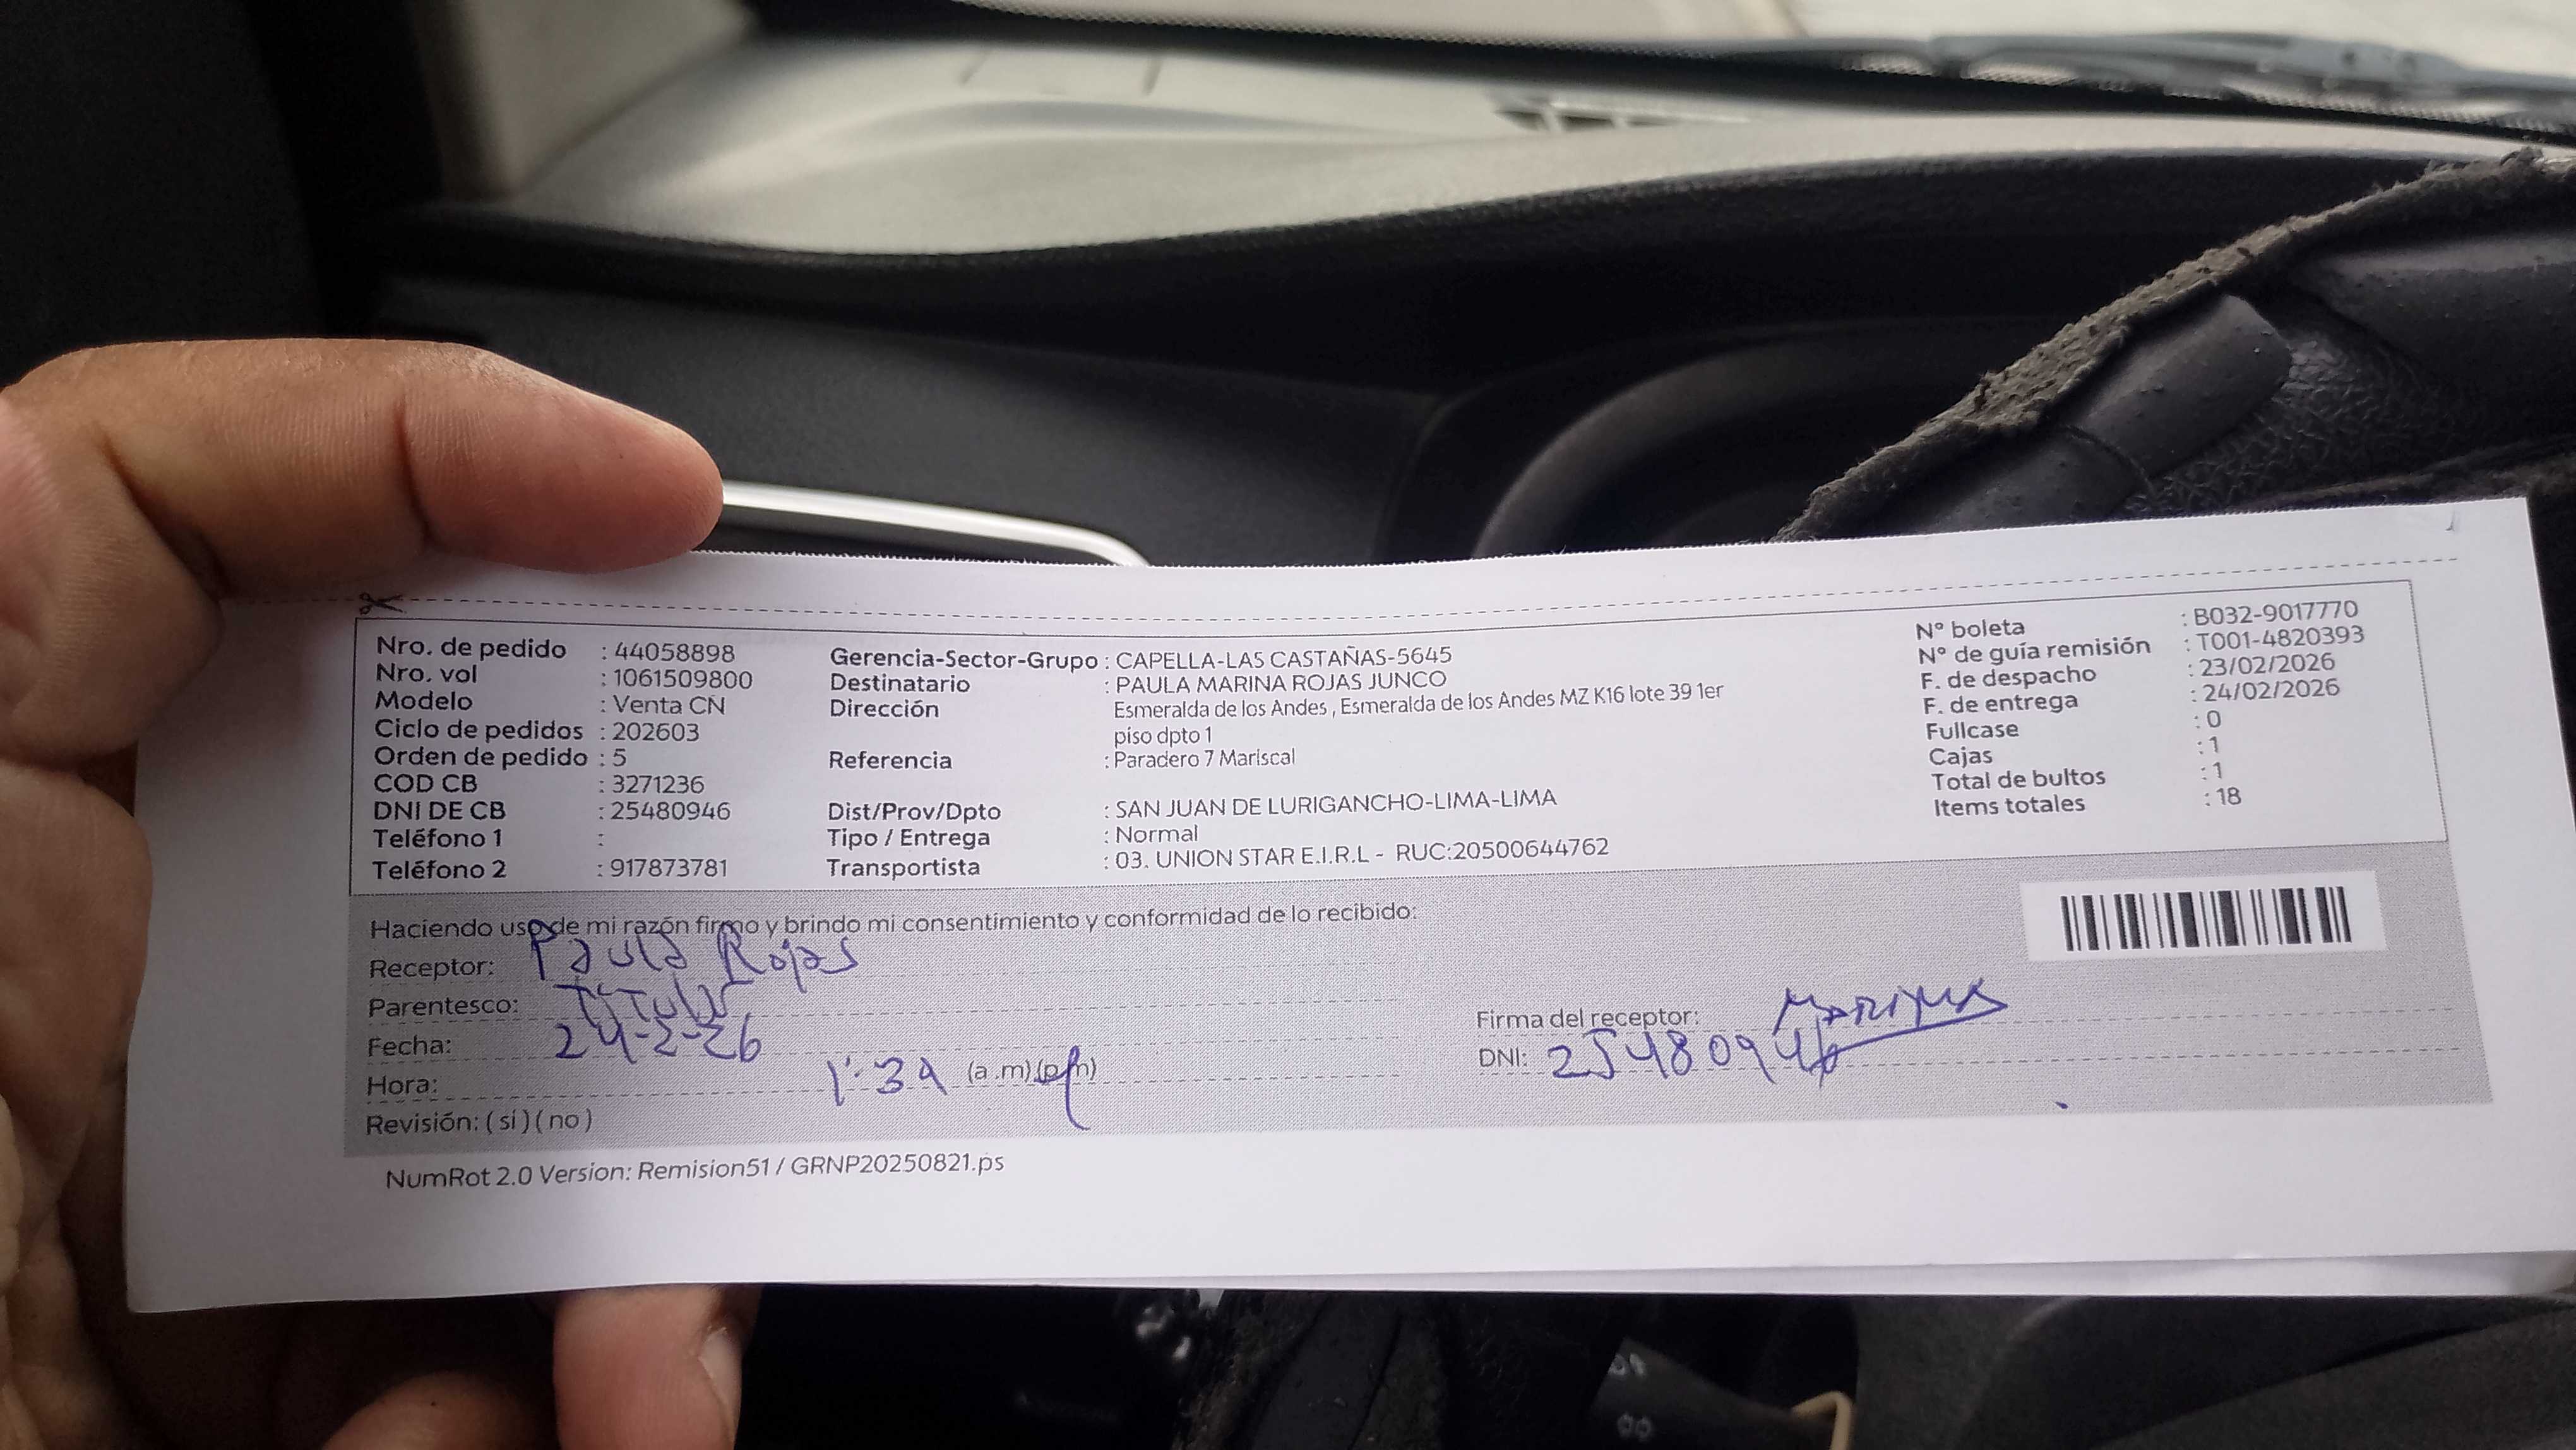 Nro. de pedido : 44058898
Nro. vol : 1061509800
Modelo : Venta CN
Ciclo de pedidos : 202603
Orden de pedido : 5
COD CB : 3271236
DNI DE CB : 25480946
Teléfono 1 :
Teléfono 2 : 917873781
Gerencia-Sector-Grupo : CAPELLA-LAS CASTAÑAS-5645
Destinatario : PAULA MARINA ROJAS JUNCO
Dirección Esmeralda de los Andes , Esmeralda de los Andes MZ K16 lote 39 1er
piso dpto 1
Referencia : Paradero 7 Mariscal
Dist/Prov/Dpto : SAN JUAN DE LURIGANCHO-LIMA-LIMA
Tipo / Entrega : Normal
Transportista : 03. UNION STAR E.I.R.L - RUC:20500644762
N° boleta : B032-9017770
N° de guía remisión : T001-4820393
F. de despacho : 23/02/2026
F. de entrega : 24/02/2026
Fullcase : 0
Cajas : 1
Total de bultos : 1
Items totales : 18
Haciendo uso de mi razón firmo y brindo mi consentimiento y conformidad de lo recibido:
Receptor: Paula Rojas
Parentesco: Titular
Fecha: 24-2-26
Hora: 1:39 (a .m) (p.m)
Revisión: ( si ) ( no )
Firma del receptor:
DNI: 25480946
NumRot 2.0 Version: Remision51 / GRNP20250821.ps